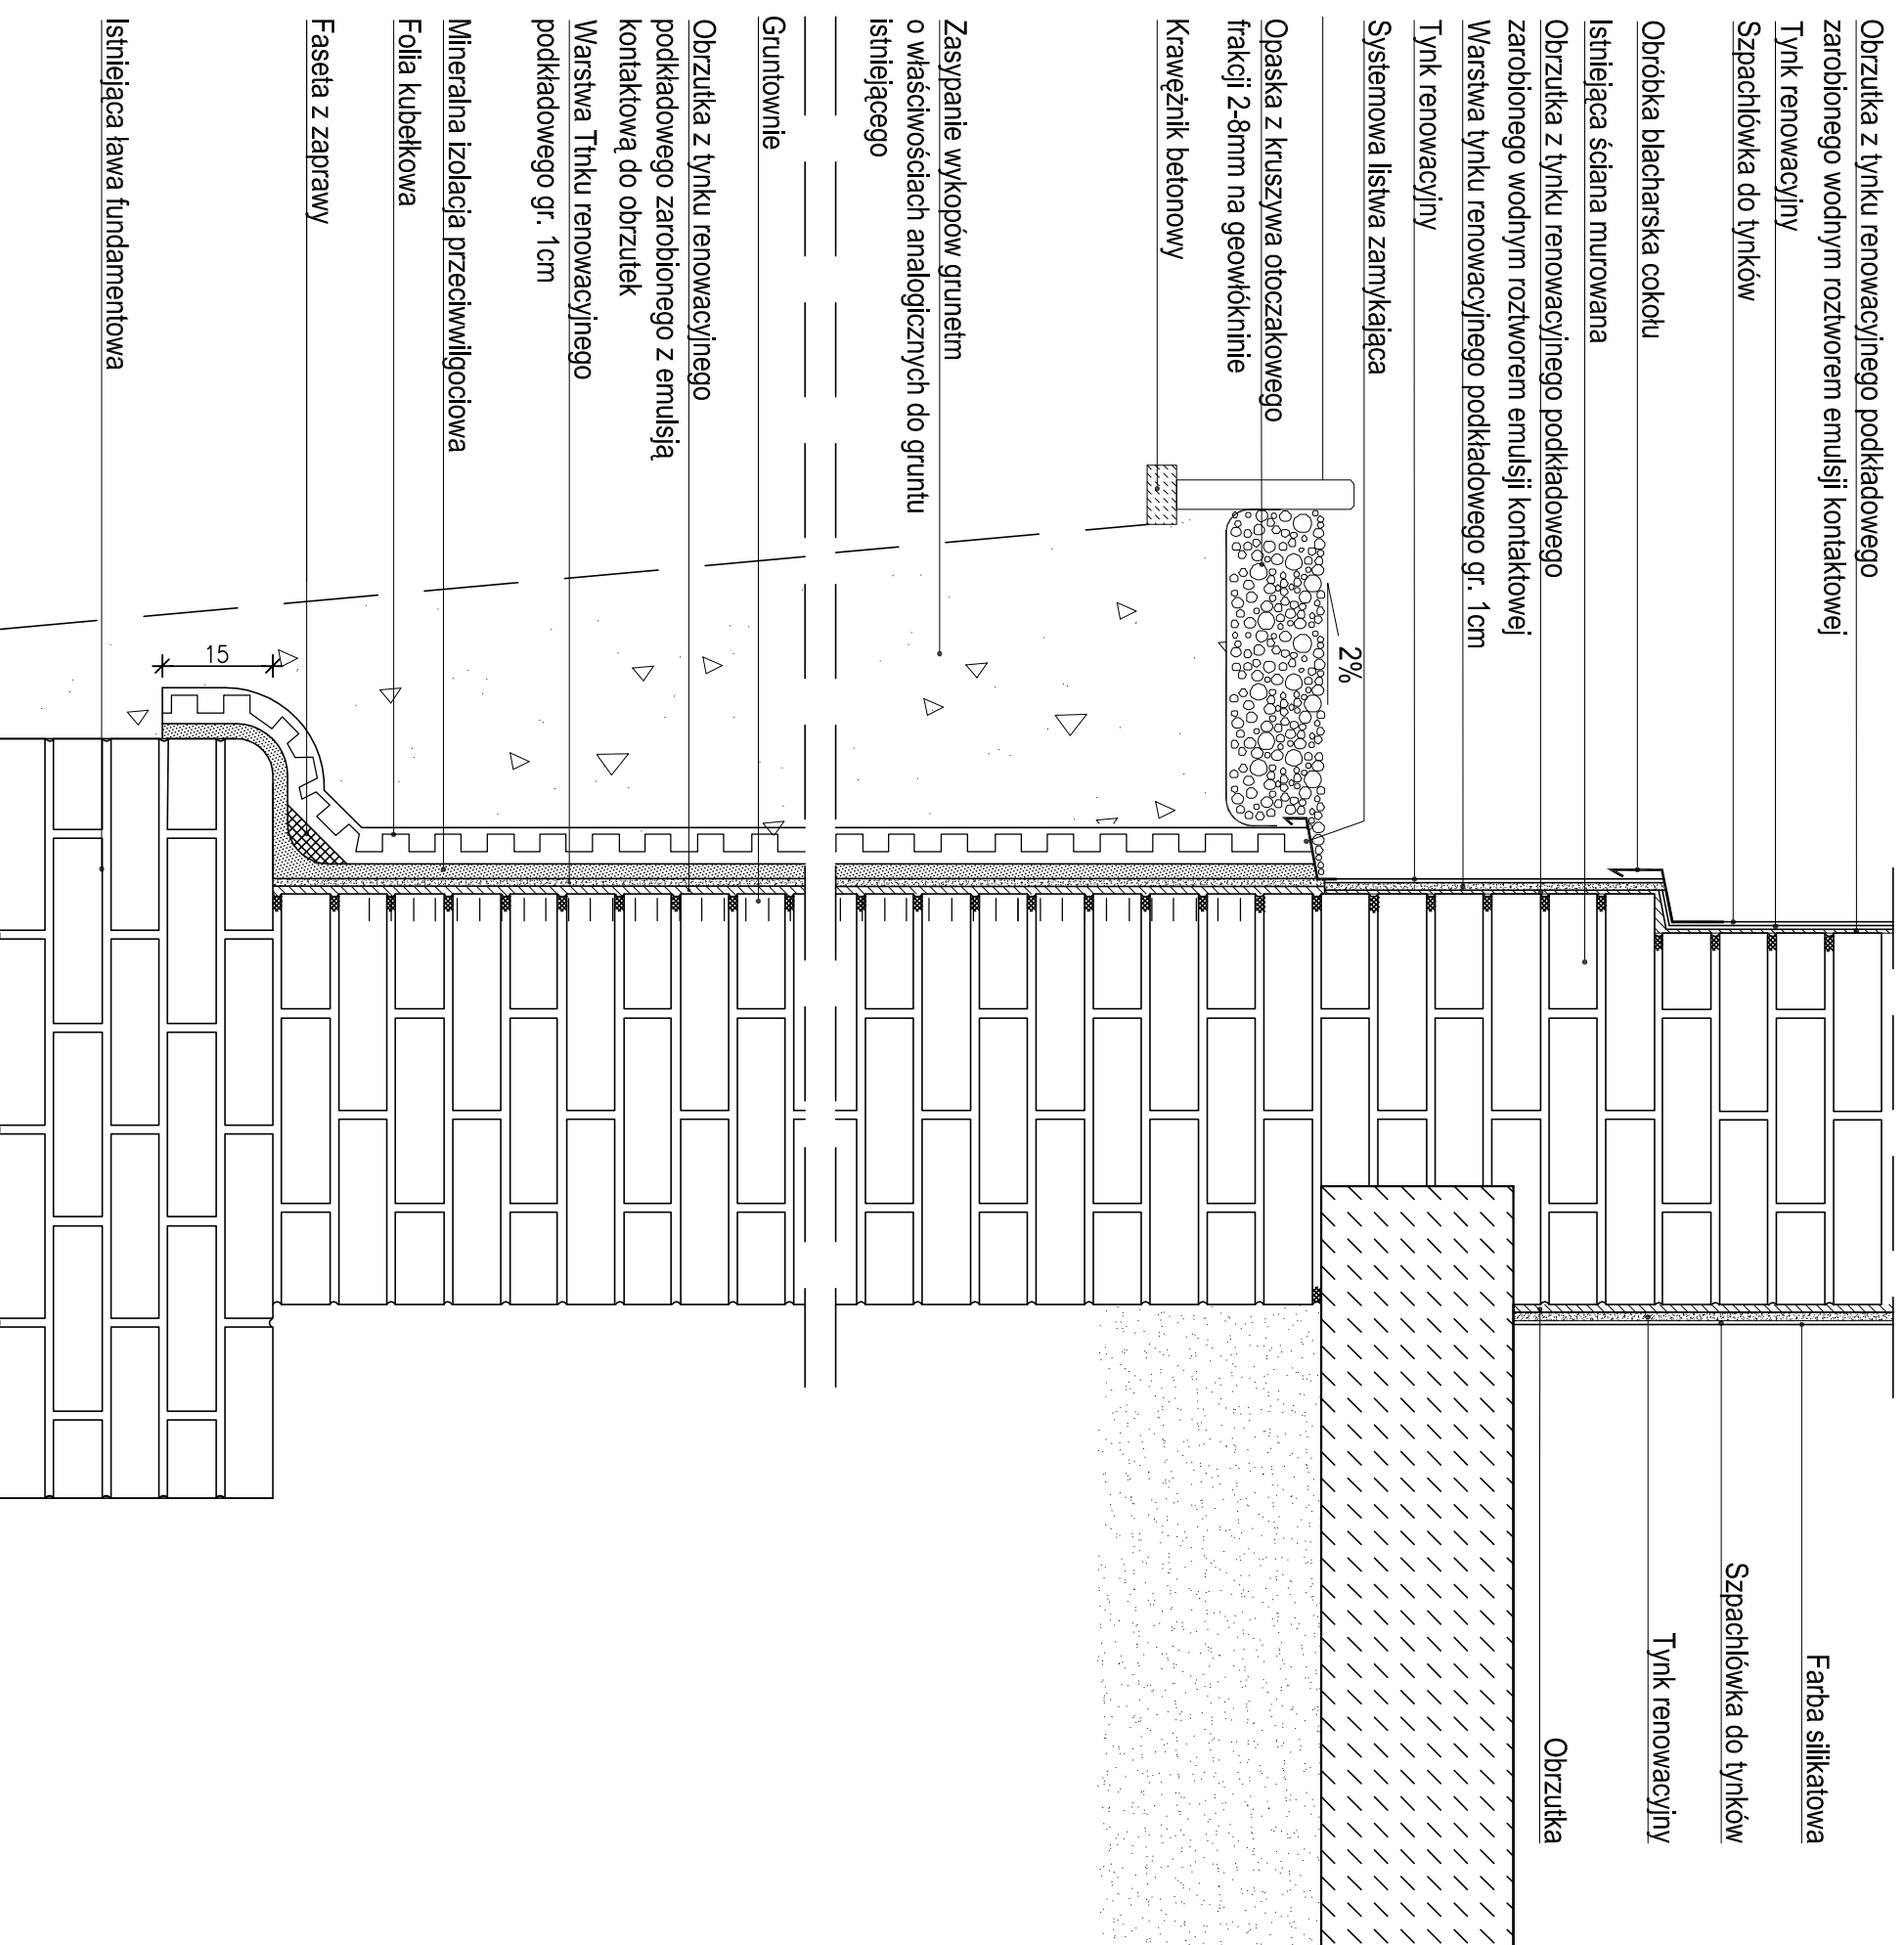 Obrzutka z tynku renowacyjnego podkładowego
zarobionego wodnym roztworem emulsji kontaktowej
Tynk renowacyjny
Szpachlówka do tynków
Obróbka blacharska cokołu
Istniejąca ściana murowana
Obrzutka z tynku renowacyjnego podkładowego
zarobionego wodnym roztworem emulsji kontaktowej
Warstwa tynku renowacyjnego podkładowego gr. 1cm
Tynk renowacyjny
Systemowa listwa zamykająca
Opaska z kruszywa otoczakowego
frakcji 2-8mm na geowłókninie
Krawężnik betonowy
Zasypanie wykopów grunetm
o właściwościach analogicznych do gruntu
istniejącego
Gruntownie
Obrzutka z tynku renowacyjnego
podkładowego zarobionego z emulsją
kontaktową do obrzutek
Warstwa Ttnku renowacyjnego
podkładowego gr. 1cm
Mineralna izolacja przeciwwilgociowa
Folia kubełkowa
Faseta z zaprawy
Istniejąca ława fundamentowa
2%
15
Farba silikatowa
Szpachlówka do tynków
Tynk renowacyjny
Obrzutka